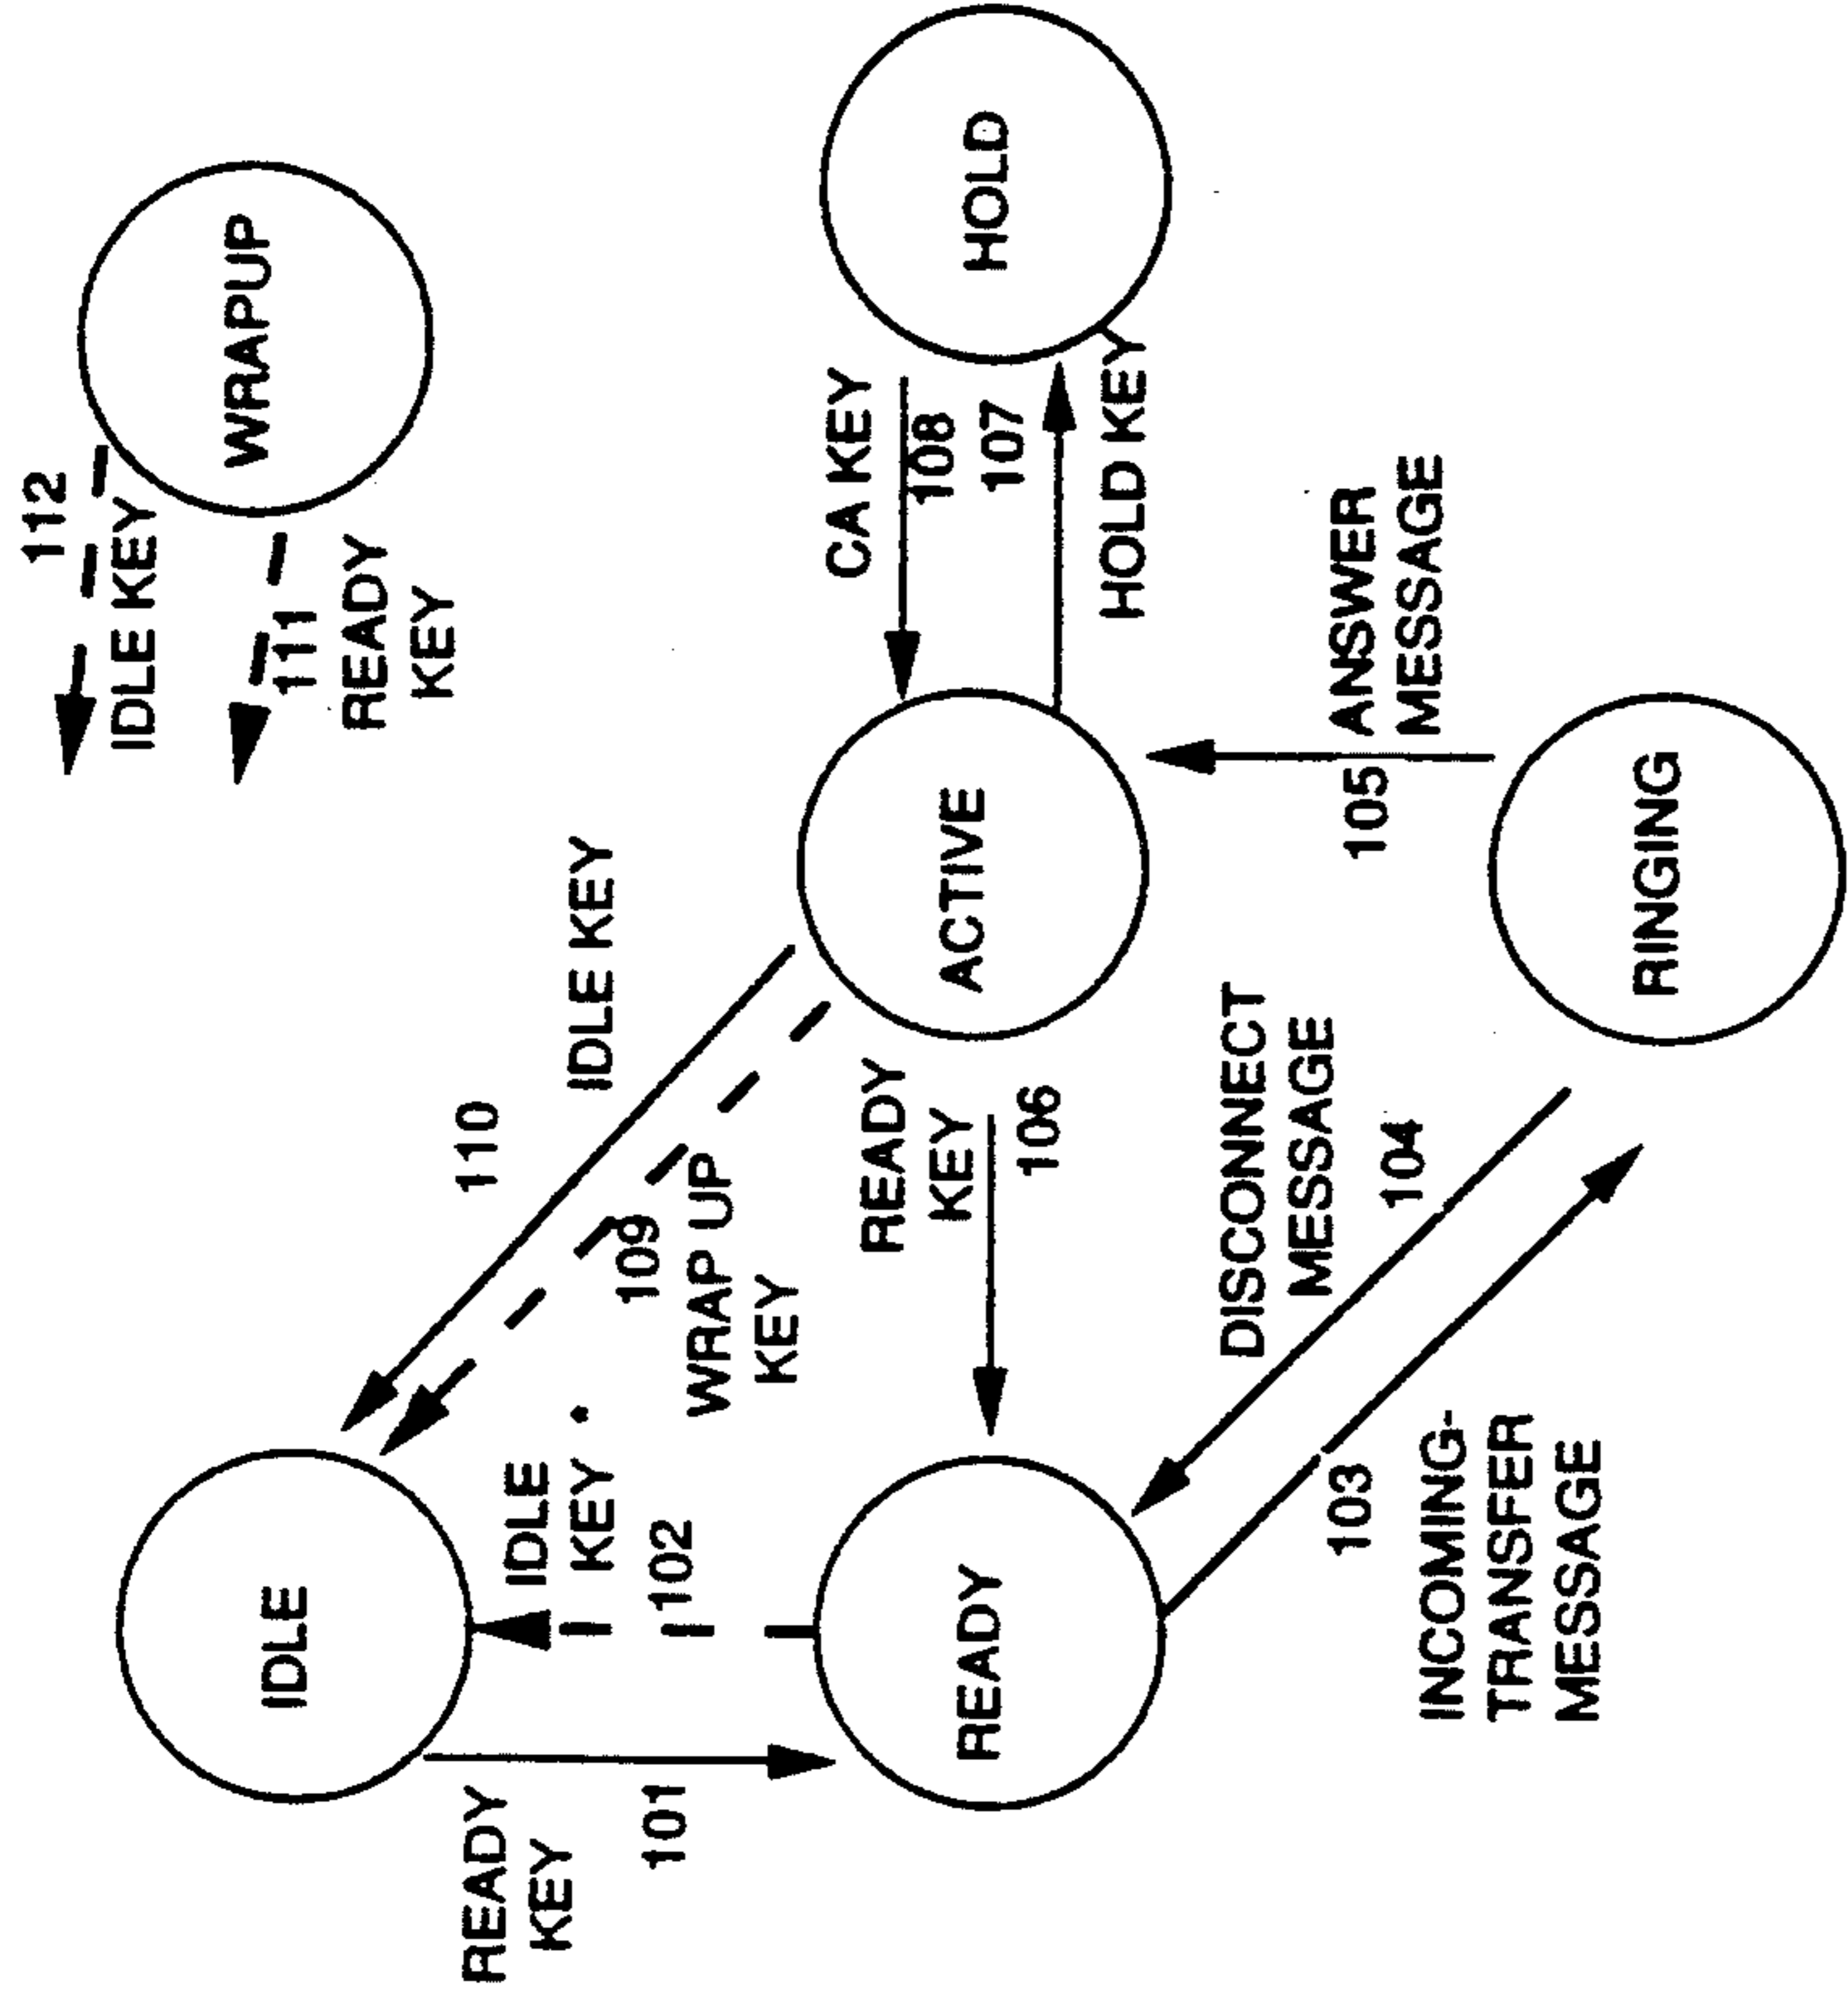 READY
KEY
101
IDLE
IDLE
KEY
102
READY
INCOMING-
TRANSFER
MESSAGE
103
DISCONNECT
MESSAGE
104
110
IDLE KEY
109
WRAP UP
KEY
READY
KEY
106
ACTIVE
105
RINGING
ANSWER
MESSAGE
112
IDLE KEY
111
READY
KEY
WRAPUP
CA KEY
108
107
HOLD KEY
HOLD